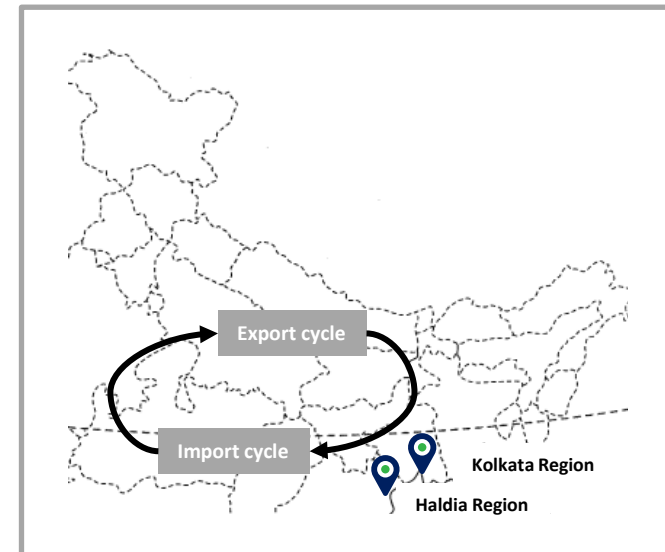 Export cycle
Import cycle
Kolkata Region
Haldia Region